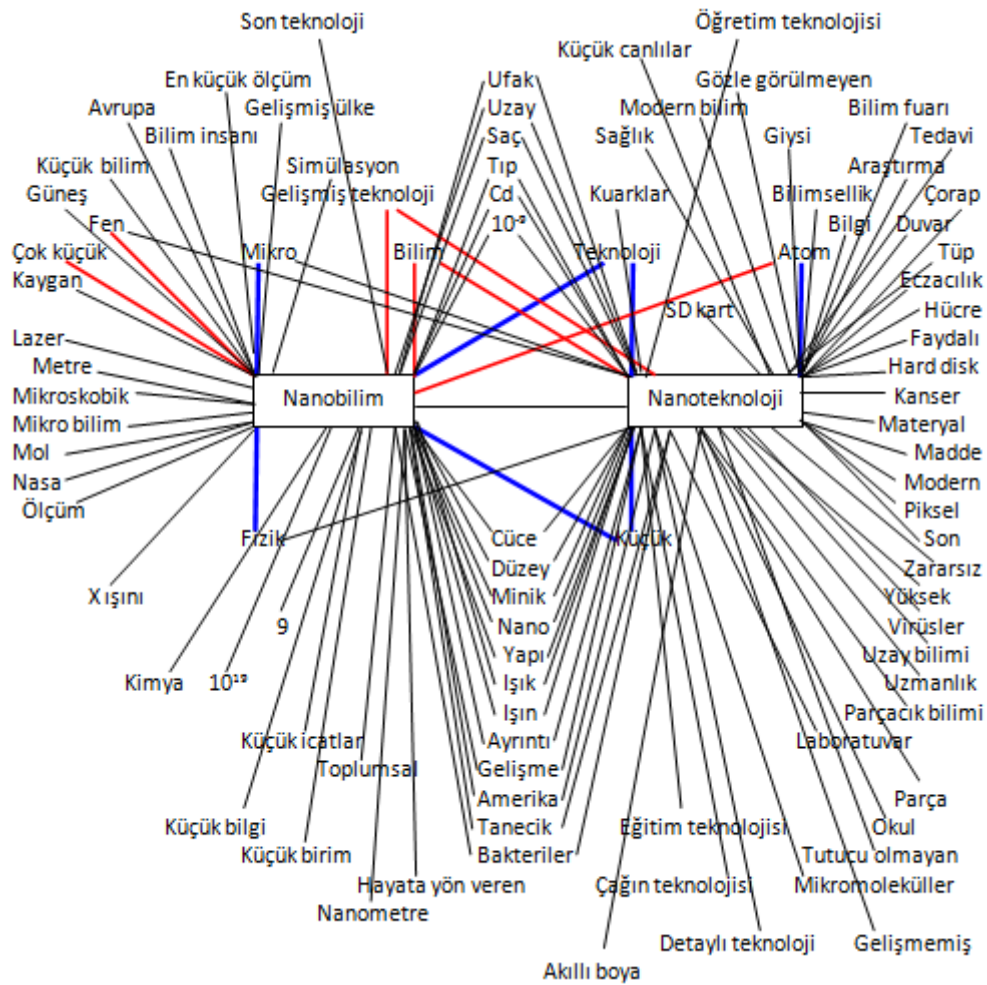 Son teknoloji
Öğretim teknolojisi
Küçük canlılar
En küçük ölçüm
Ufak
Gözle görülmeyen
Avrupa
Gelişmiş ülke
Uzay
Modern bilim
Bilim fuarı
Bilim insanı
Saç
Sağlık
Giysi
Tedavi
Küçük bilim
Simülasyon
Tıp
Araştırma
Güneş
Gelişmiş teknoloji
Cd
Kuarklar
Bilimsellik
Çorap
Fen
10⁻⁹
Bilgi
Duvar
Çok küçük
Mikro
Bilim
Teknoloji
Atom
Tüp
Kaygan
Eczacılık
SD kart
Hücre
Lazer
Faydalı
Metre
Hard disk
Mikroskobik
Nanobilim
Nanoteknoloji
Kanser
Mikro bilim
Materyal
Mol
Madde
Nasa
Modern
Ölçüm
Piksel
Fizik
Cüce
Küçük
Son
Düzey
Zararsız
X ışını
Minik
Yüksek
9
Nano
Virüsler
Yapı
Uzay bilimi
Kimya
10¹⁹
Işık
Uzmanlık
Işın
Parçacık bilimi
Küçük icatlar
Ayrıntı
Laboratuvar
Toplumsal
Gelişme
Amerika
Parça
Küçük bilgi
Tanecik
Eğitim teknolojisi
Okul
Küçük birim
Bakteriler
Tutucu olmayan
Hayata yön veren
Çağın teknolojisi
Mikromoleküller
Nanometre
Detaylı teknoloji
Gelişmemiş
Akıllı boya